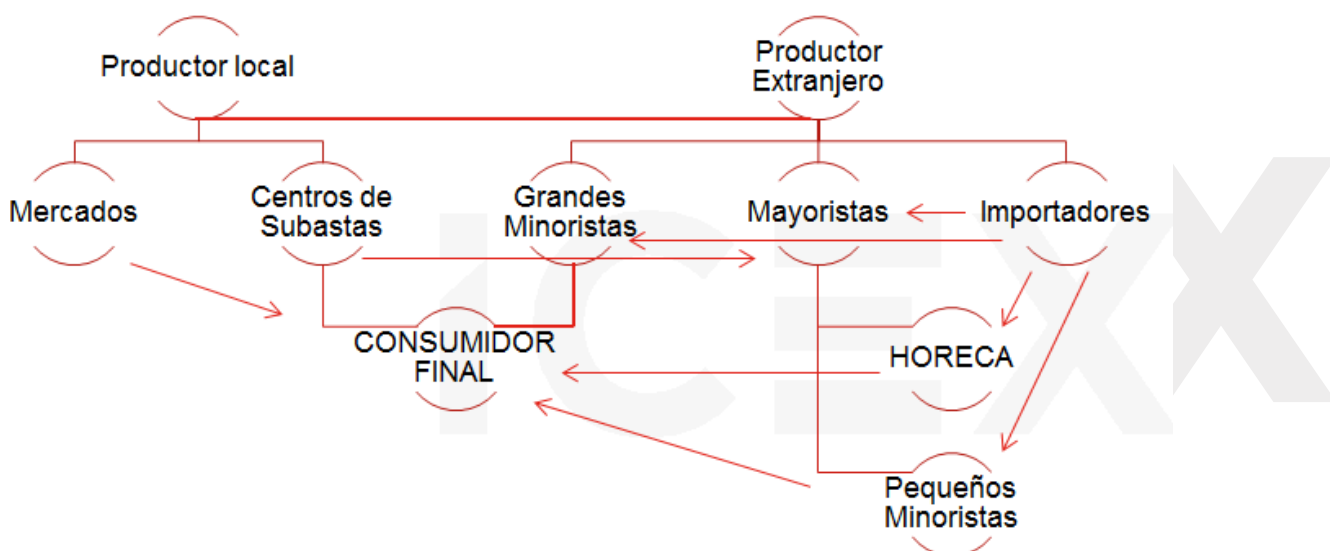 Productor local
Productor
Extranjero
Mercados
Centros de
Subastas
Grandes
Minoristas
Mayoristas
Importadores
CONSUMIDOR
FINAL
HORECA
Pequeños
Minoristas
ICEX
X